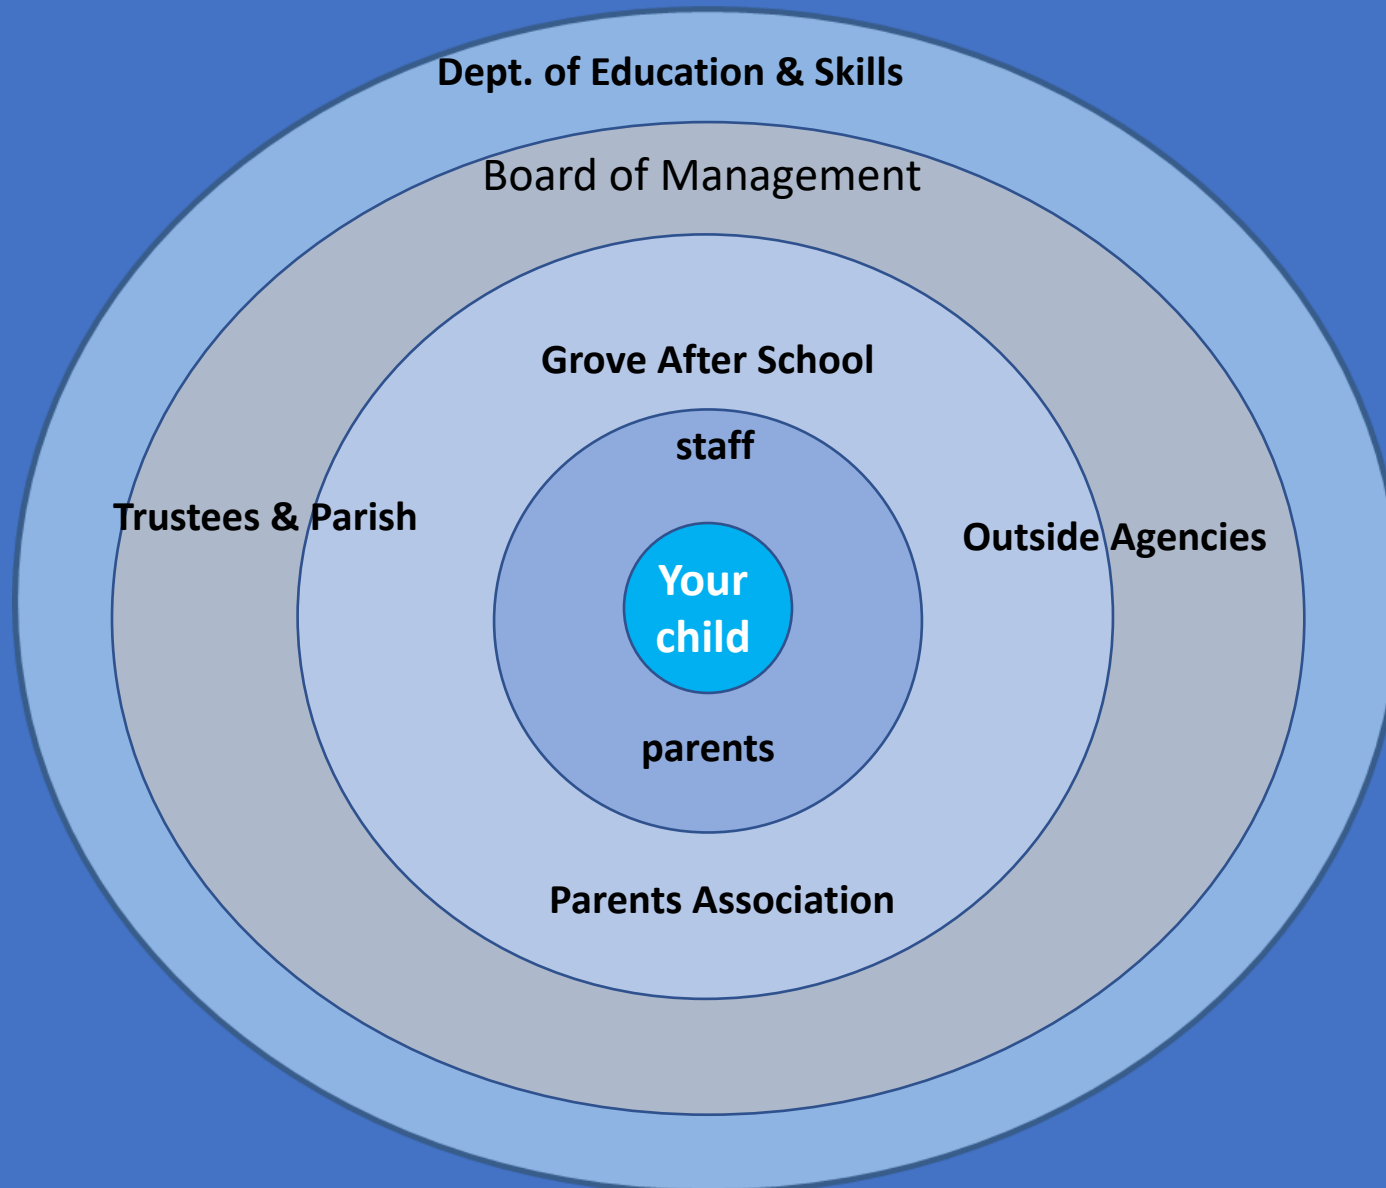 Dept. of Education & Skills
Board of Management
Grove After School
staff
Trustees & Parish
Outside Agencies
Your
child
parents
Parents Association